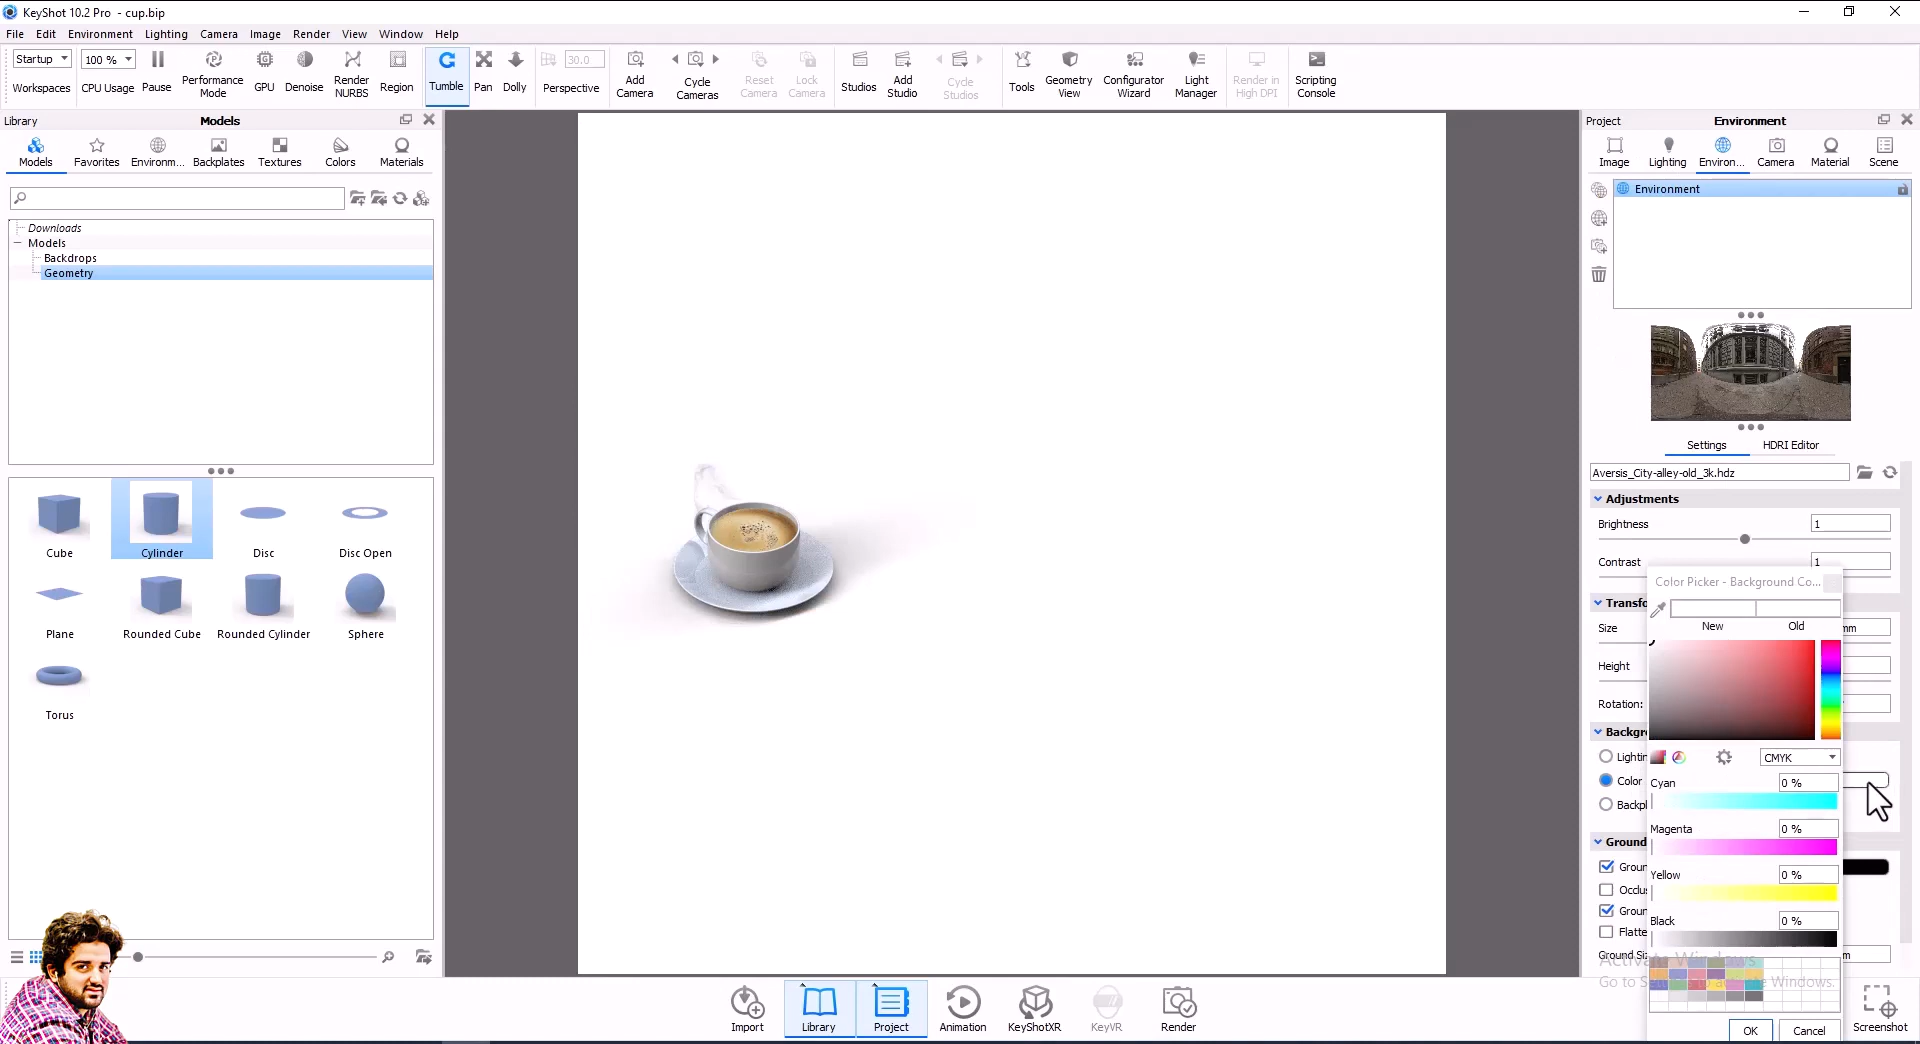 KeyShot 10.2 Pro - cup.bip
File Edit Environment Lighting Camera Image Render View Window Help
Startup 100 % 30.0
Workspaces CPU Usage Pause Performance Mode GPU Denoise Render NURBS Region Tumble Pan Dolly Perspective Add Camera Cycle Cameras Reset Camera Lock Camera Studios Add Studio Cycle Studios Tools Geometry View Configurator Wizard Light Manager Render in High DPI Scripting Console
Library Models
Models Favorites Environm... Backplates Textures Colors Materials
Downloads
Models
Backdrops
Geometry
Cube Cylinder Disc Disc Open
Plane Rounded Cube Rounded Cylinder Sphere
Torus
Project Environment
Image Lighting Environ... Camera Material Scene
Environment
Settings HDRI Editor
Aversis_City-alley-old_3k.hdz
Adjustments
Brightness 1
Contrast 1
Color Picker - Background Co...
Transfo
New Old
Size mm
Height
Rotation:
Backgr
Lightin
CMYK
Color
Cyan 0 %
Backpl
Magenta 0 %
Ground
Groun
Yellow 0 %
Occlu
Groun
Black 0 %
Flatte
Ground Si m
Activate Windows
Go to Settings to activate Windows.
OK Cancel
Import Library Project Animation KeyShotXR KeyVR Render Screenshot